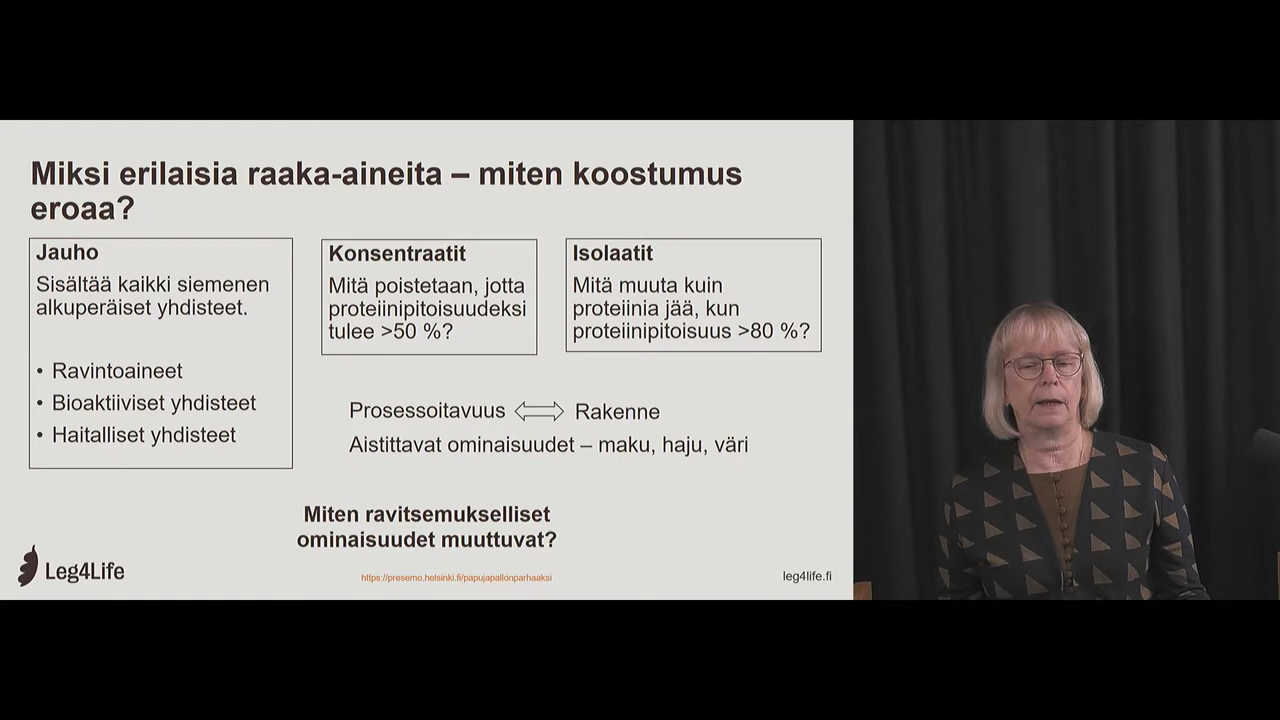 Miksi erilaisia raaka-aineita – miten koostumus
eroaa?
Jauho
Sisältää kaikki siemenen
alkuperäiset yhdisteet.
• Ravintoaineet
• Bioaktiiviset yhdisteet
• Haitalliset yhdisteet
Konsentraatit
Mitä poistetaan, jotta
proteiinipitoisuudeksi
tulee >50 %?
Isolaatit
Mitä muuta kuin
proteiinia jää, kun
proteiinipitoisuus >80 %?
Prosessoitavuus Rakenne
Aistittavat ominaisuudet – maku, haju, väri
Miten ravitsemukselliset
ominaisuudet muuttuvat?
Leg4Life
https://presemo.helsinki.fi/papujapallonparhaaksi
leg4life.fi